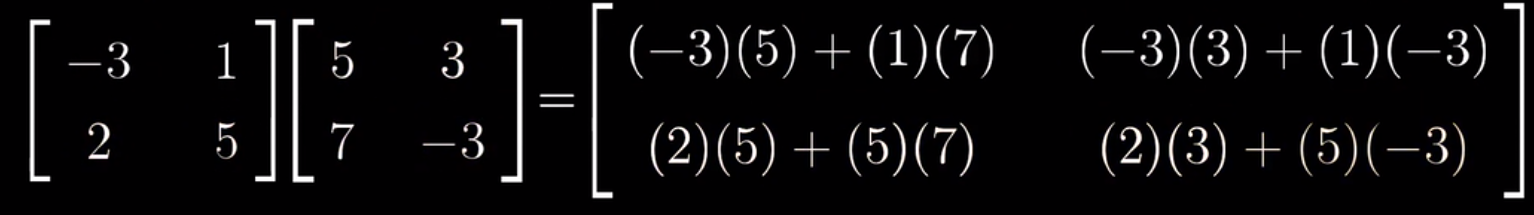 [ −3 1 ] [ 5 3 ] = [ (−3)(5) + (1)(7) (−3)(3) + (1)(−3) ]
[ 2 5 ] [ 7 −3 ] [ (2)(5) + (5)(7) (2)(3) + (5)(−3) ]